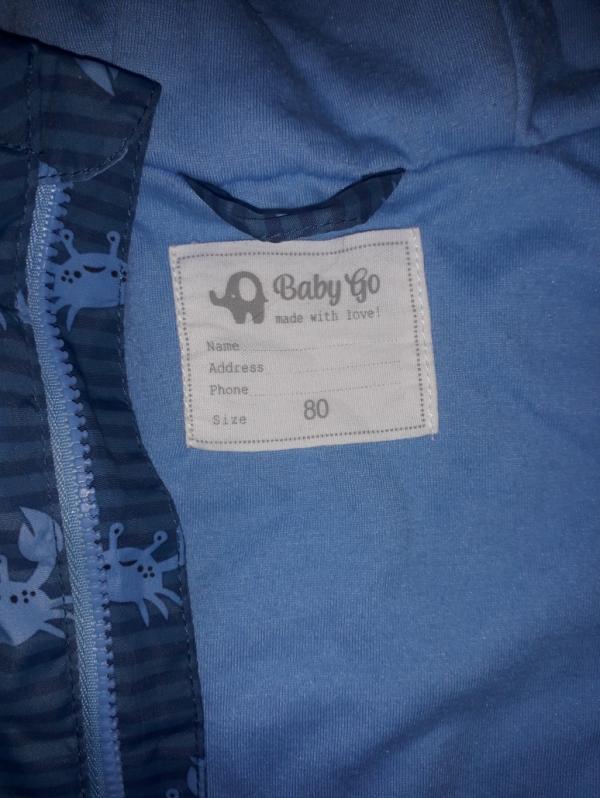 Baby Go
made with love!
Name
Address
Phone
Size 80